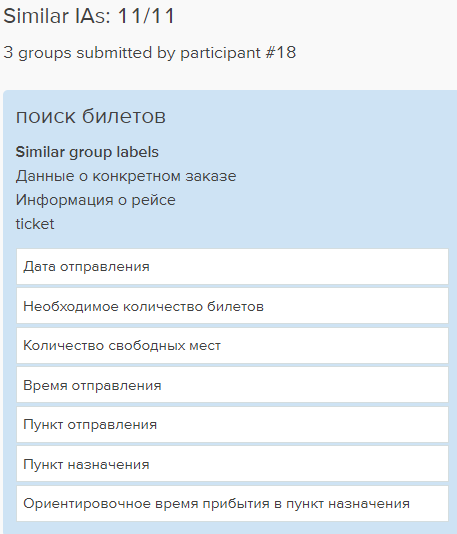 Similar IAs: 11/11
3 groups submitted by participant #18
поиск билетов
Similar group labels
Данные о конкретном заказе
Информация о рейсе
ticket
Дата отправления
Необходимое количество билетов
Количество свободных мест
Время отправления
Пункт отправления
Пункт назначения
Ориентировочное время прибытия в пункт назначения